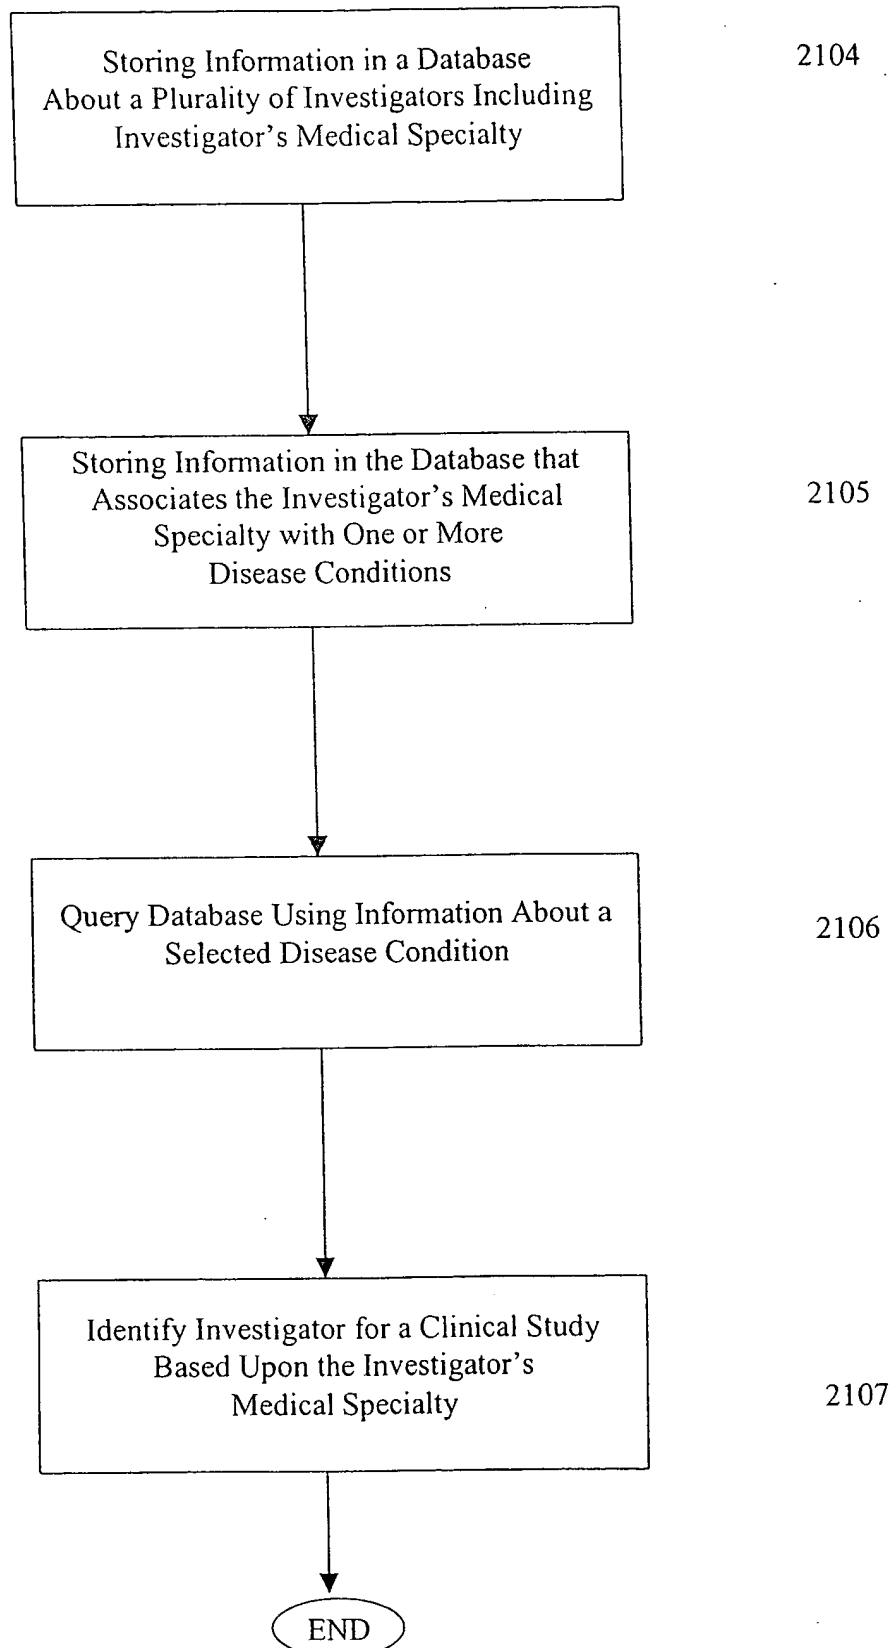 Storing Information in a Database
About a Plurality of Investigators Including
Investigator's Medical Specialty
2104
Storing Information in the Database that
Associates the Investigator's Medical
Specialty with One or More
Disease Conditions
2105
Query Database Using Information About a
Selected Disease Condition
2106
Identify Investigator for a Clinical Study
Based Upon the Investigator's
Medical Specialty
2107
END